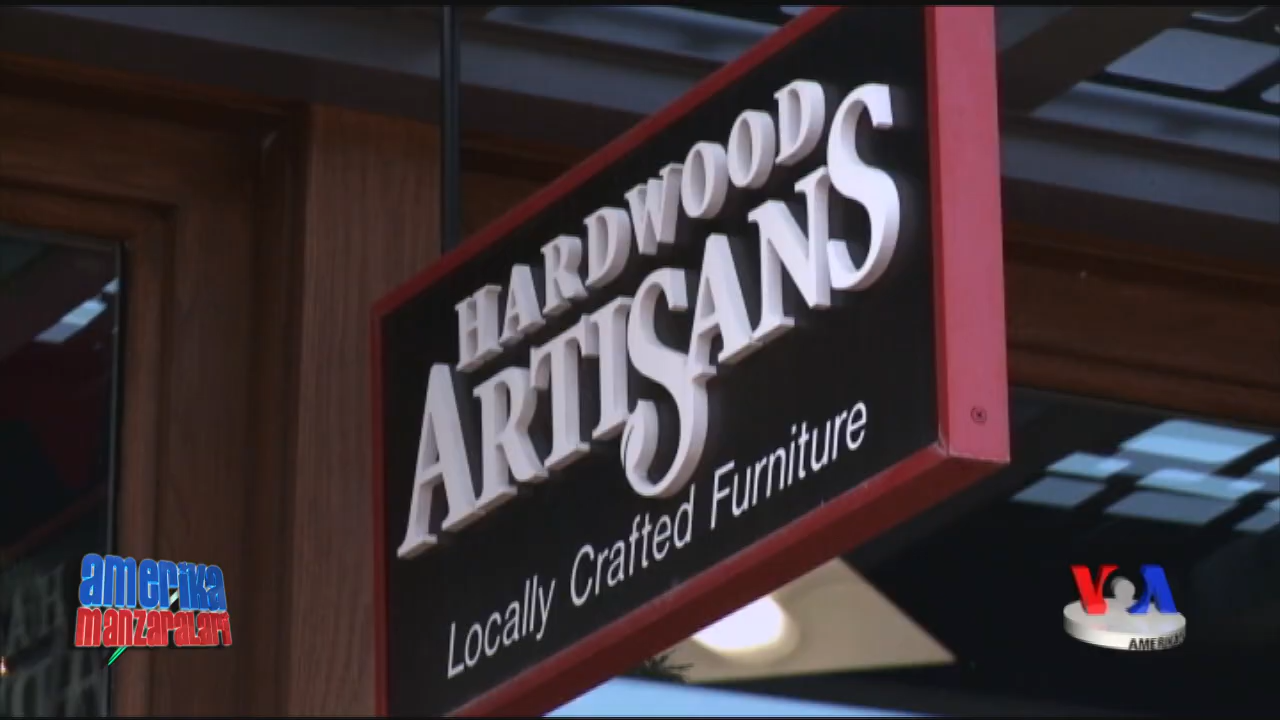 HARDWOOD
ARTISANS
Locally Crafted Furniture
amerika
manzaralari
VOA